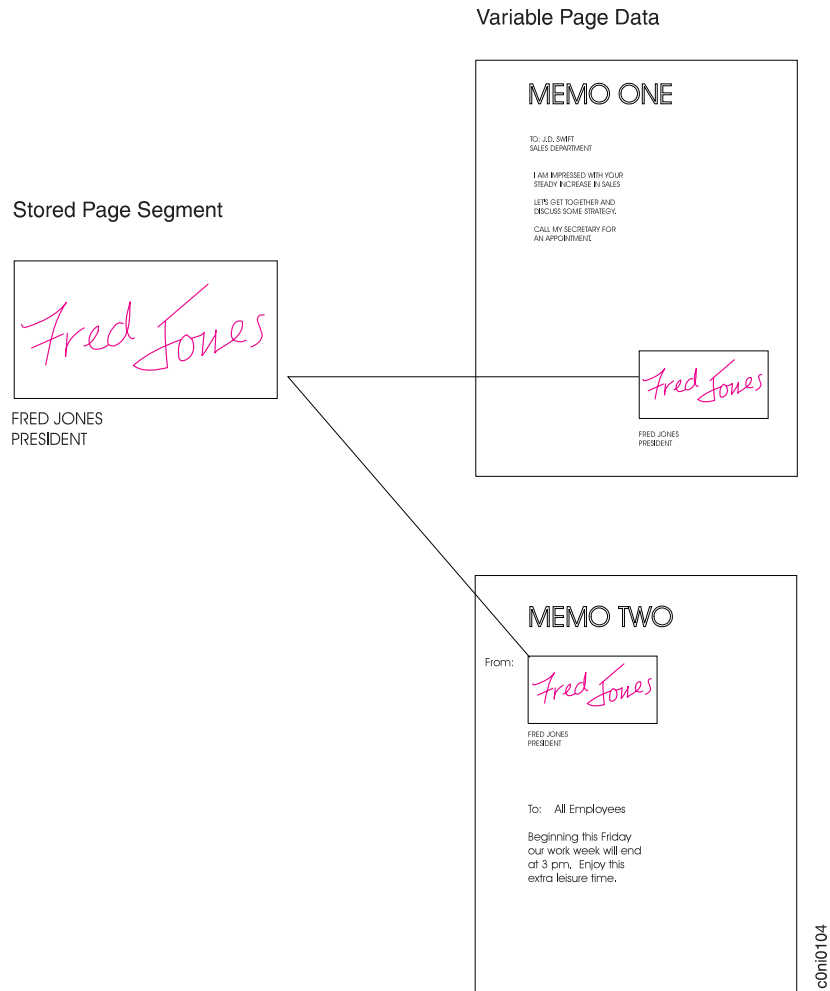 Variable Page Data
MEMO ONE
TO: J.D. SWIFT
SALES DEPARTMENT
I AM IMPRESSED WITH YOUR
STEADY INCREASE IN SALES
LET'S GET TOGETHER AND
DISCUSS SOME STRATEGY.
CALL MY SECRETARY FOR
AN APPOINTMENT.
Stored Page Segment
Fred Jones
FRED JONES
PRESIDENT
Fred Jones
FRED JONES
PRESIDENT
MEMO TWO
From:
Fred Jones
FRED JONES
PRESIDENT
To: All Employees
Beginning this Friday
our work week will end
at 3 pm. Enjoy this
extra leisure time.
c0ni0104